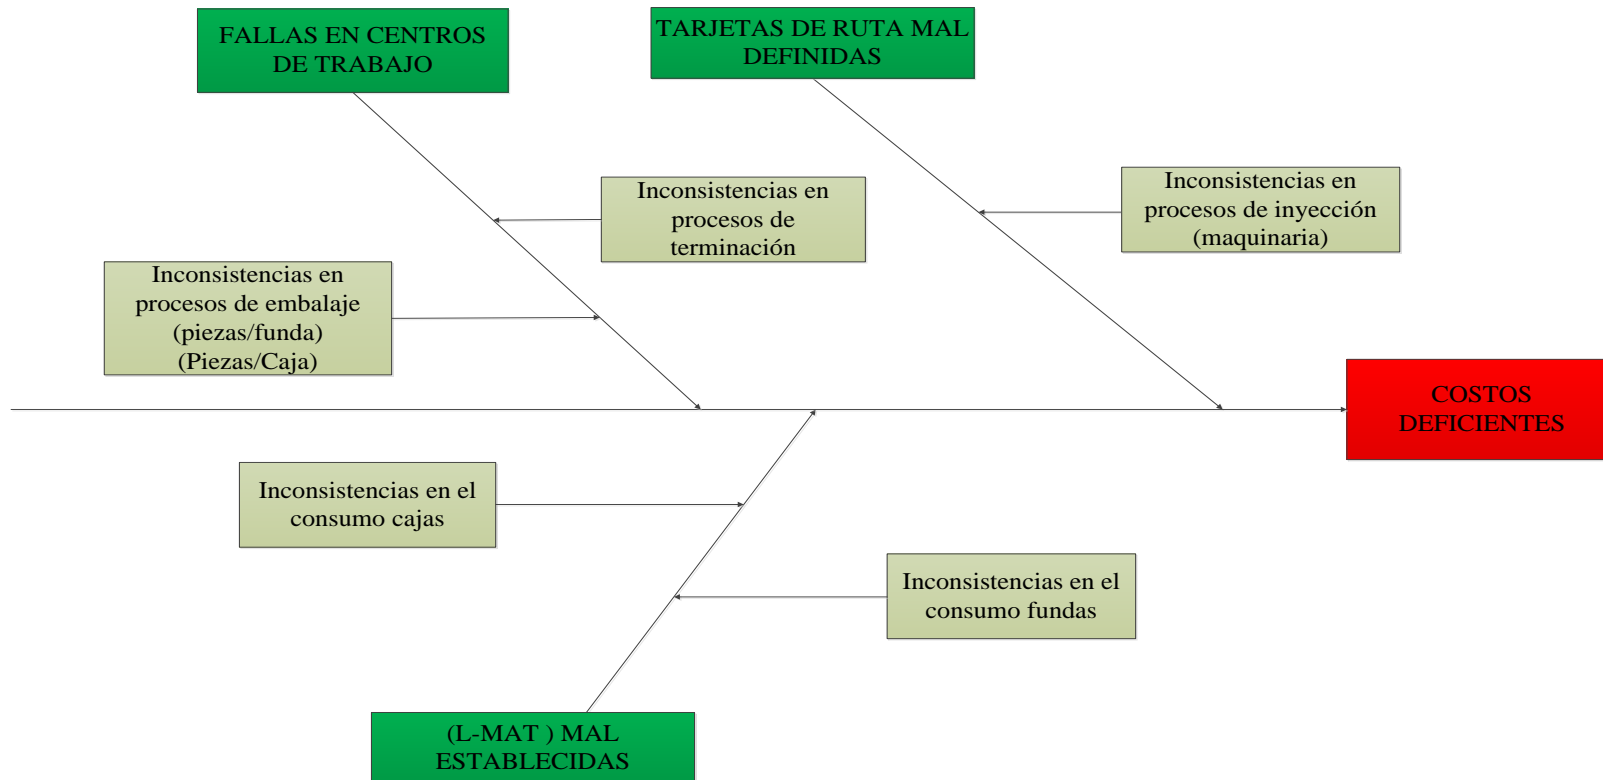 FALLAS EN CENTROS
DE TRABAJO
TARJETAS DE RUTA MAL
DEFINIDAS
Inconsistencias en
procesos de
terminación
Inconsistencias en
procesos de inyección
(maquinaria)
Inconsistencias en
procesos de embalaje
(piezas/funda)
(Piezas/Caja)
COSTOS
DEFICIENTES
Inconsistencias en el
consumo cajas
Inconsistencias en el
consumo fundas
(L-MAT ) MAL
ESTABLECIDAS